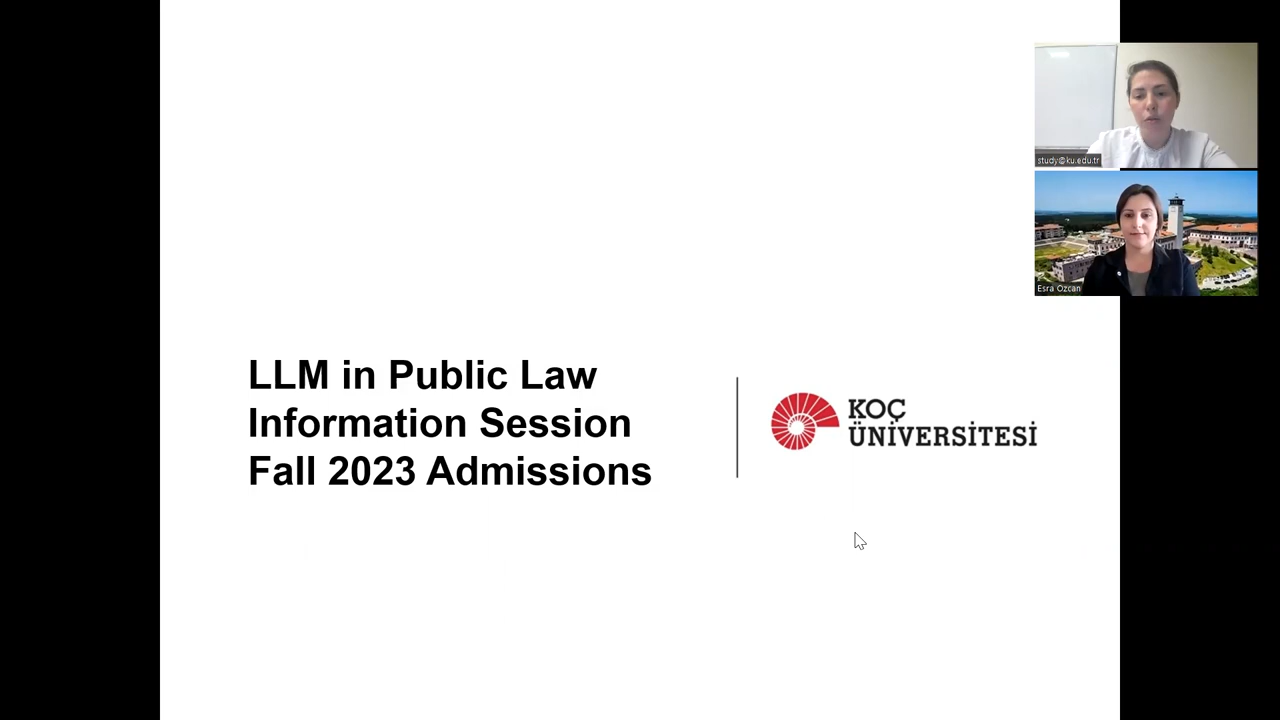 LLM in Public Law
Information Session
Fall 2023 Admissions
KOÇ
ÜNİVERSİTESİ
study@ku.edu.tr
Esra Ozcan